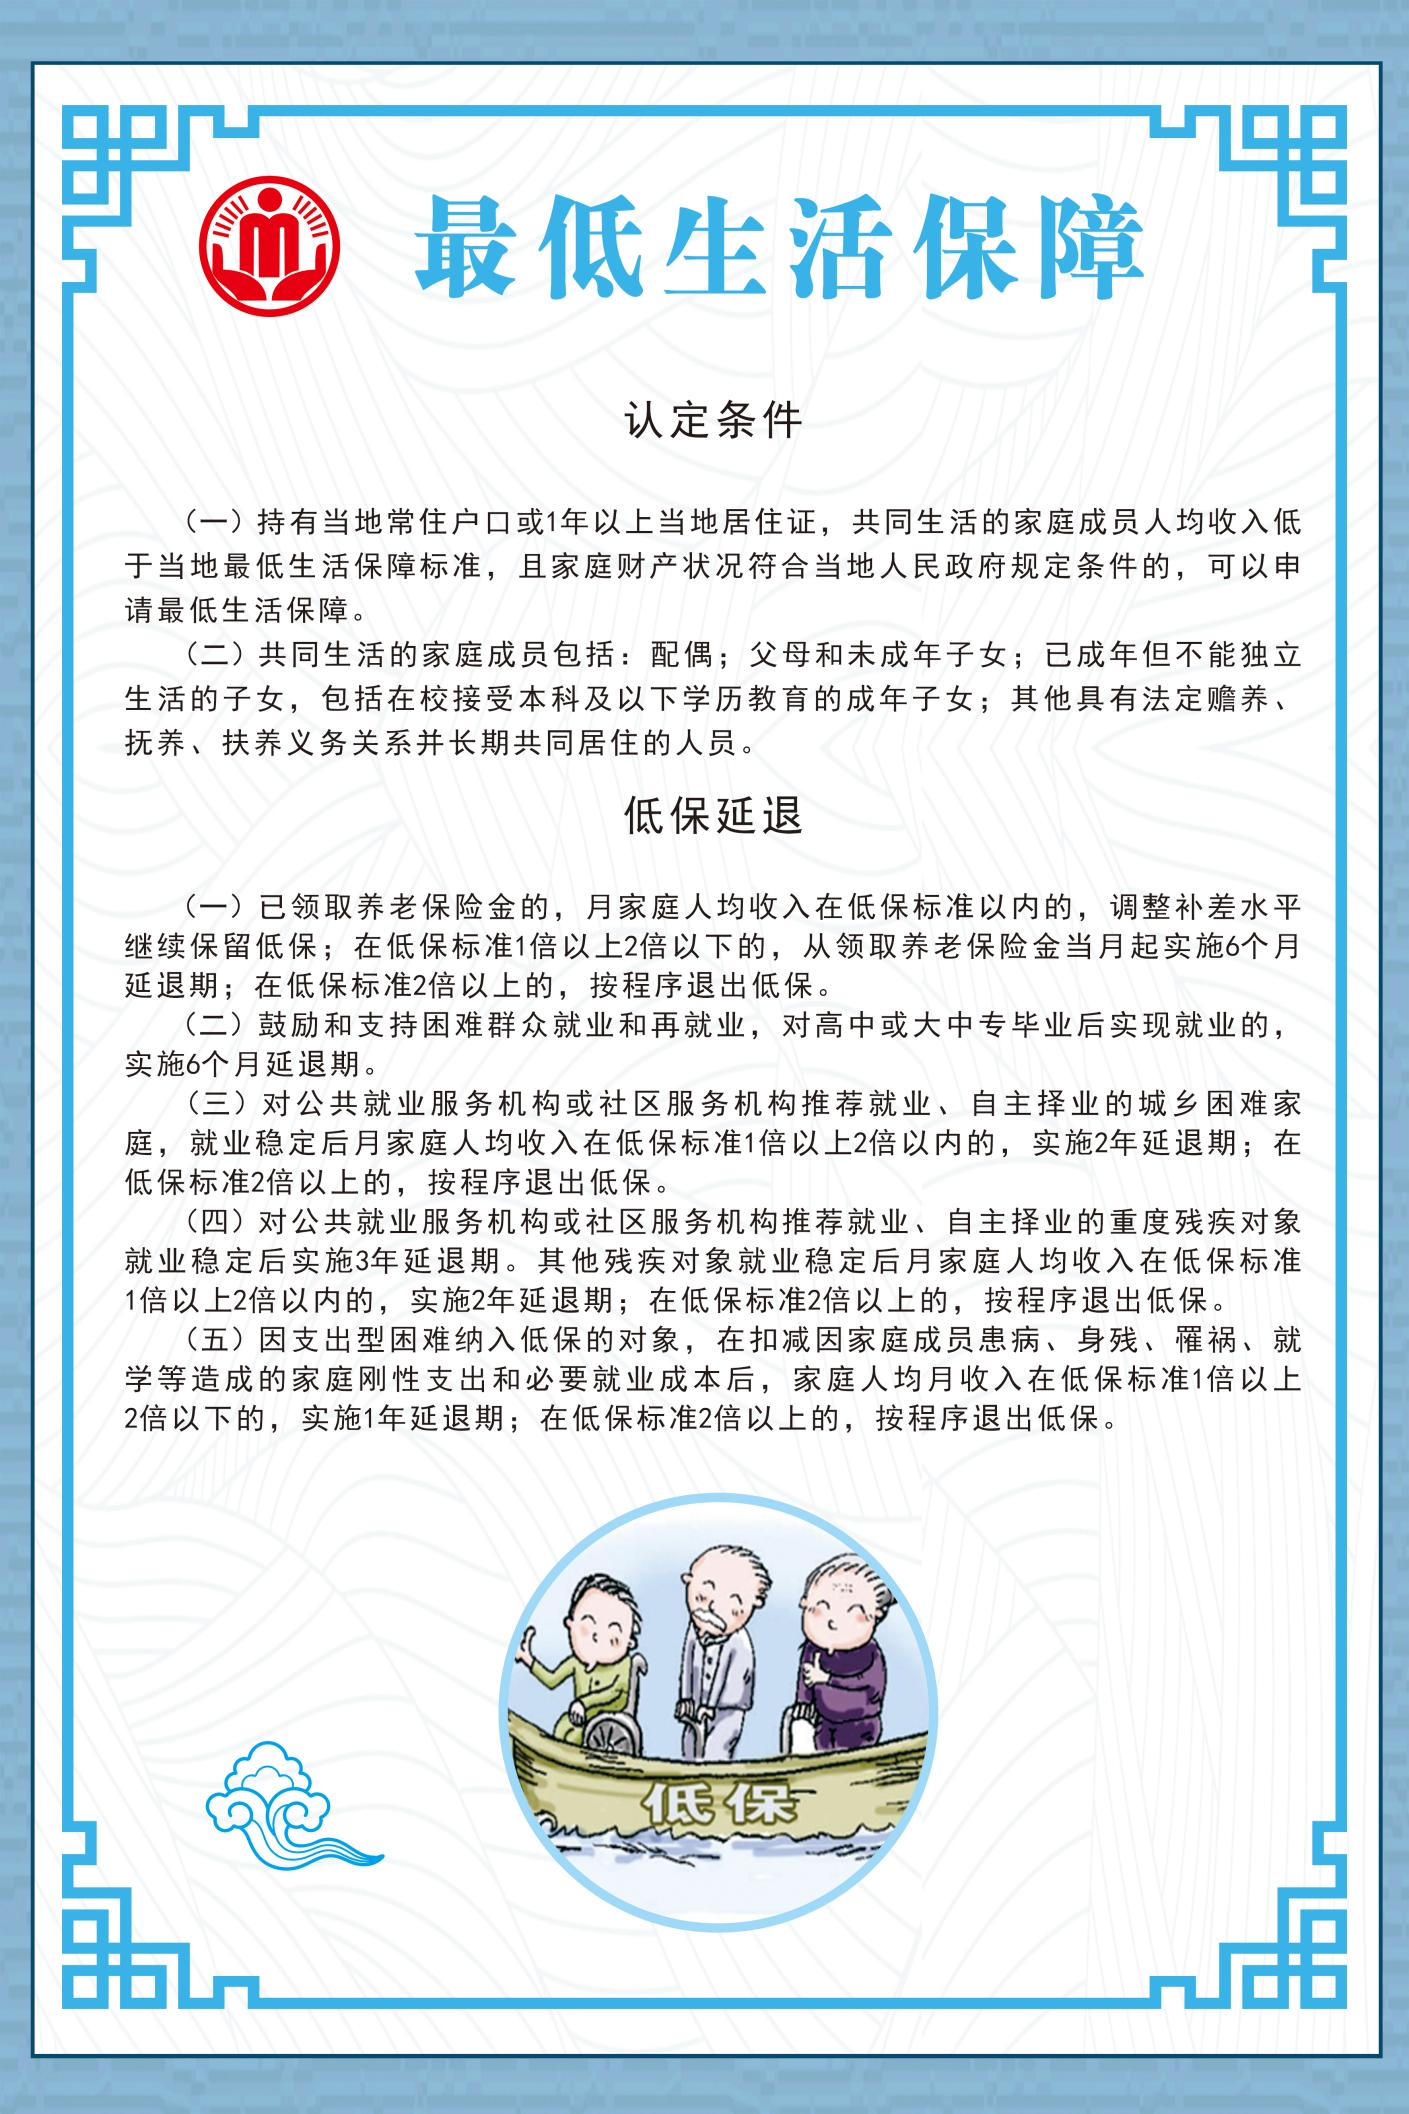 最低生活保障
认定条件
（一）持有当地常住户口或1年以上当地居住证，共同生活的家庭成员人均收入低
于当地最低生活保障标准，且家庭财产状况符合当地人民政府规定条件的，可以申
请最低生活保障。
（二）共同生活的家庭成员包括：配偶；父母和未成年子女；已成年但不能独立
生活的子女，包括在校接受本科及以下学历教育的成年子女；其他具有法定赡养、
抚养、扶养义务关系并长期共同居住的人员。
低保延退
（一）已领取养老保险金的，月家庭人均收入在低保标准以内的，调整补差水平
继续保留低保；在低保标准1倍以上2倍以下的，从领取养老保险金当月起实施6个月
延退期；在低保标准2倍以上的，按程序退出低保。
（二）鼓励和支持困难群众就业和再就业，对高中或大中专毕业后实现就业的，
实施6个月延退期。
（三）对公共就业服务机构或社区服务机构推荐就业、自主择业的城乡困难家
庭，就业稳定后月家庭人均收入在低保标准1倍以上2倍以内的，实施2年延退期；在
低保标准2倍以上的，按程序退出低保。
（四）对公共就业服务机构或社区服务机构推荐就业、自主择业的重度残疾对象
就业稳定后实施3年延退期。其他残疾对象就业稳定后月家庭人均收入在低保标准
1倍以上2倍以内的，实施2年延退期；在低保标准2倍以上的，按程序退出低保。
（五）因支出型困难纳入低保的对象，在扣减因家庭成员患病、身残、罹祸、就
学等造成的家庭刚性支出和必要就业成本后，家庭人均月收入在低保标准1倍以上
2倍以下的，实施1年延退期；在低保标准2倍以上的，按程序退出低保。
低保